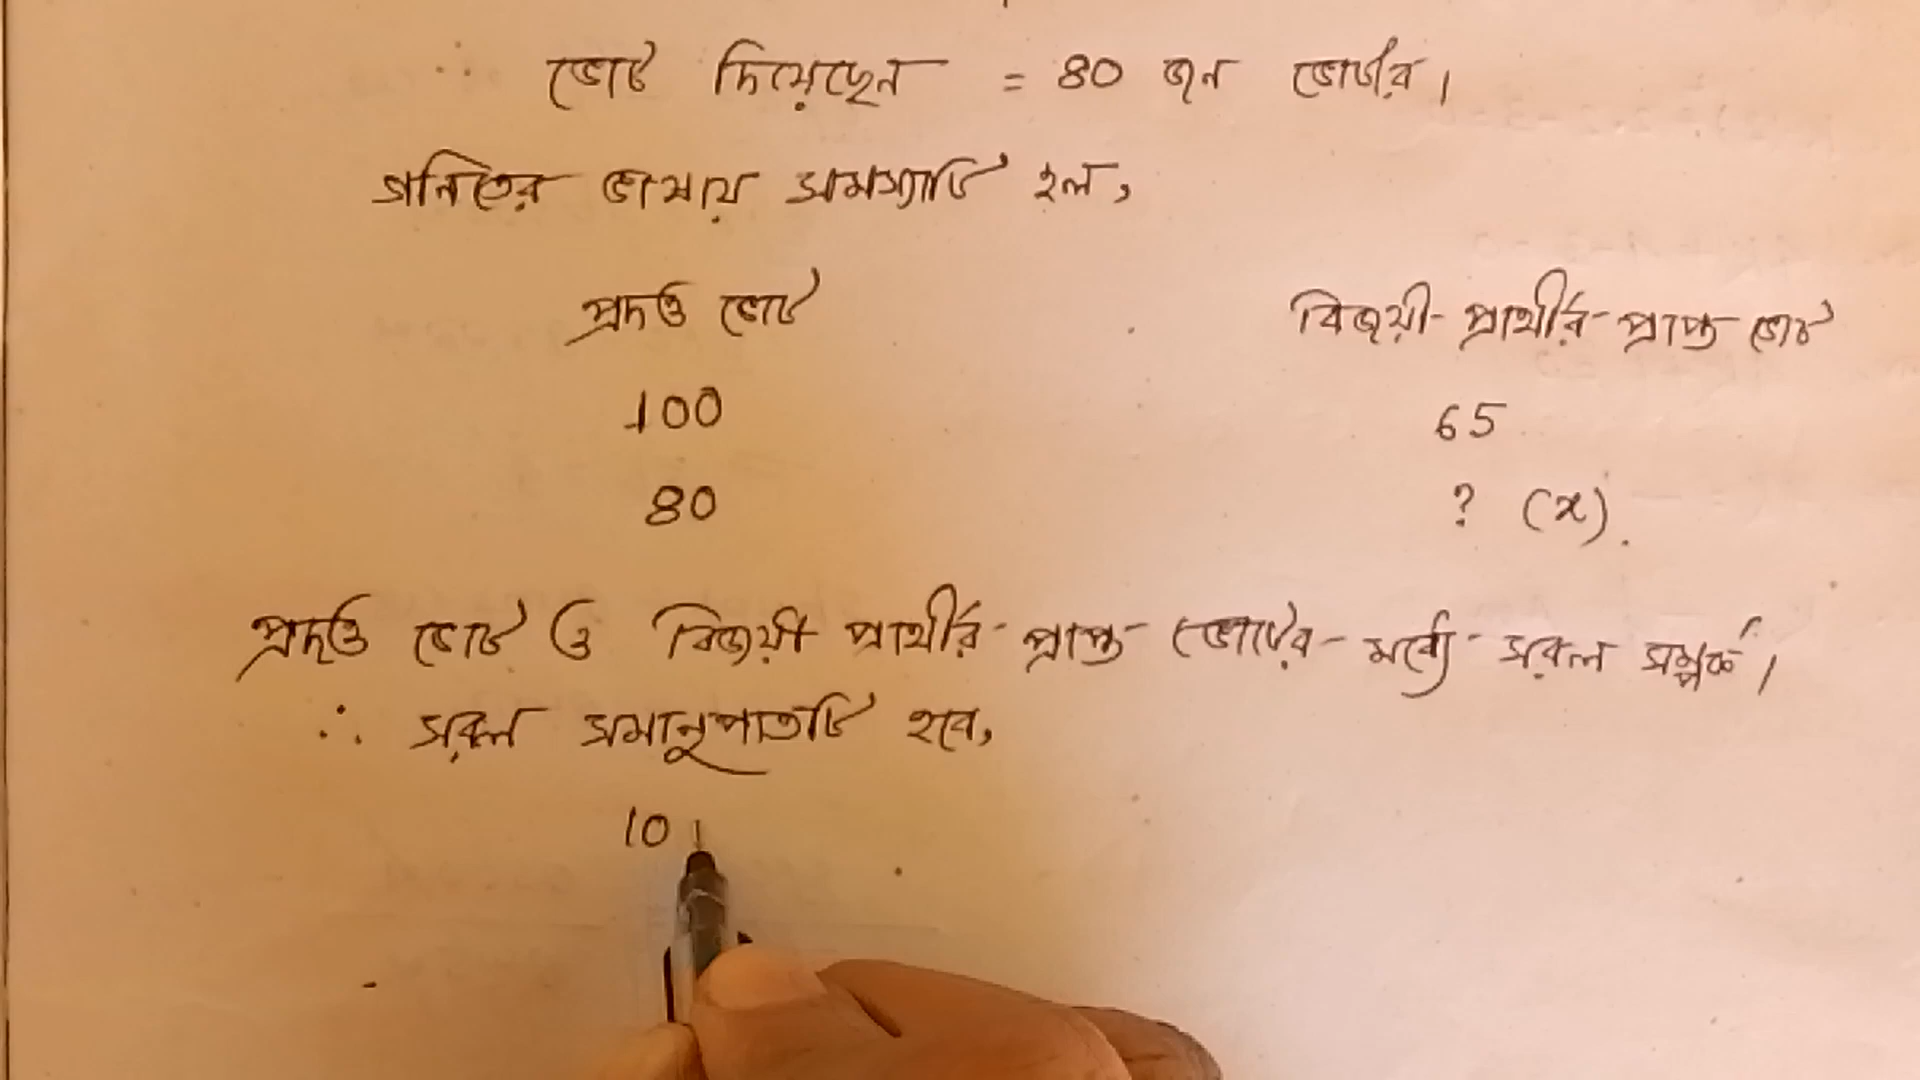 ∴ ভোট দিয়েছেন = 80 জন ভোটার।
গনিতের ভাষায় সমস্যাটি হল,
প্রদত্ত ভোট বিজয়ী প্রার্থীর প্রাপ্ত ভোট
100 65
80 ? (x).
প্রদত্ত ভোট ও বিজয়ী প্রার্থীর প্রাপ্ত ভোটের মধ্যে সরল সম্পর্ক।
∴ সরল সমানুপাতটি হবে,
10